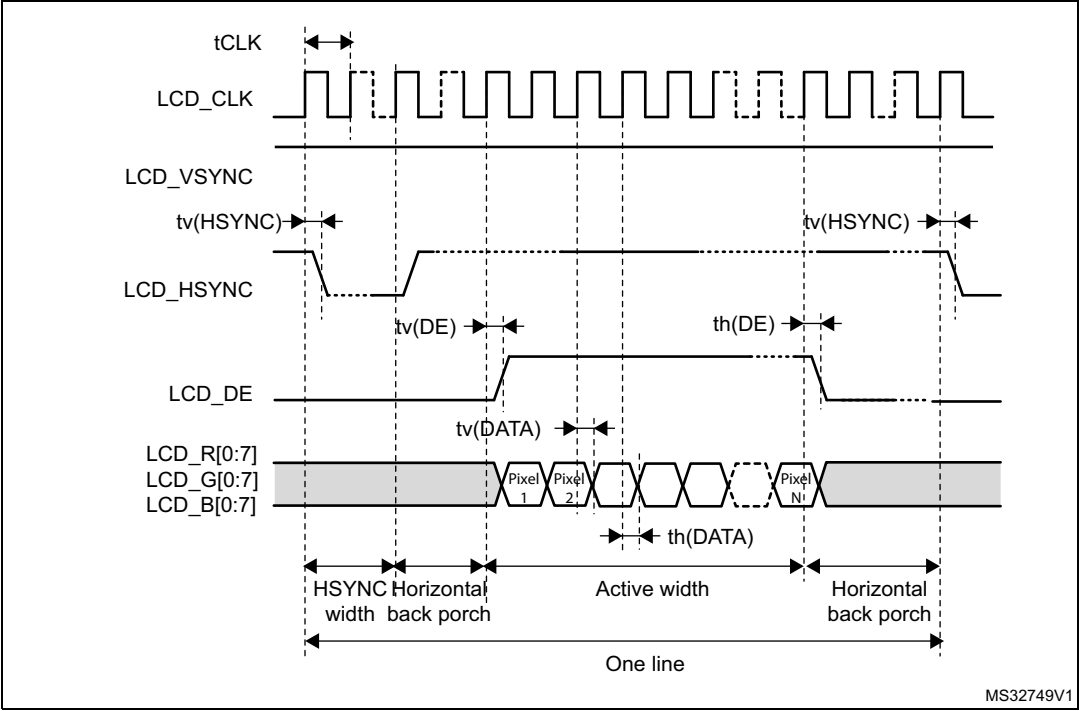 tCLK
LCD_CLK
LCD_VSYNC
tv(HSYNC)
tv(HSYNC)
LCD_HSYNC
tv(DE)
th(DE)
LCD_DE
tv(DATA)
LCD_R[0:7]
LCD_G[0:7]
LCD_B[0:7]
Pixel
1
Pixel
2
Pixel
N
th(DATA)
HSYNC
width
Horizontal
back porch
Active width
Horizontal
back porch
One line
MS32749V1